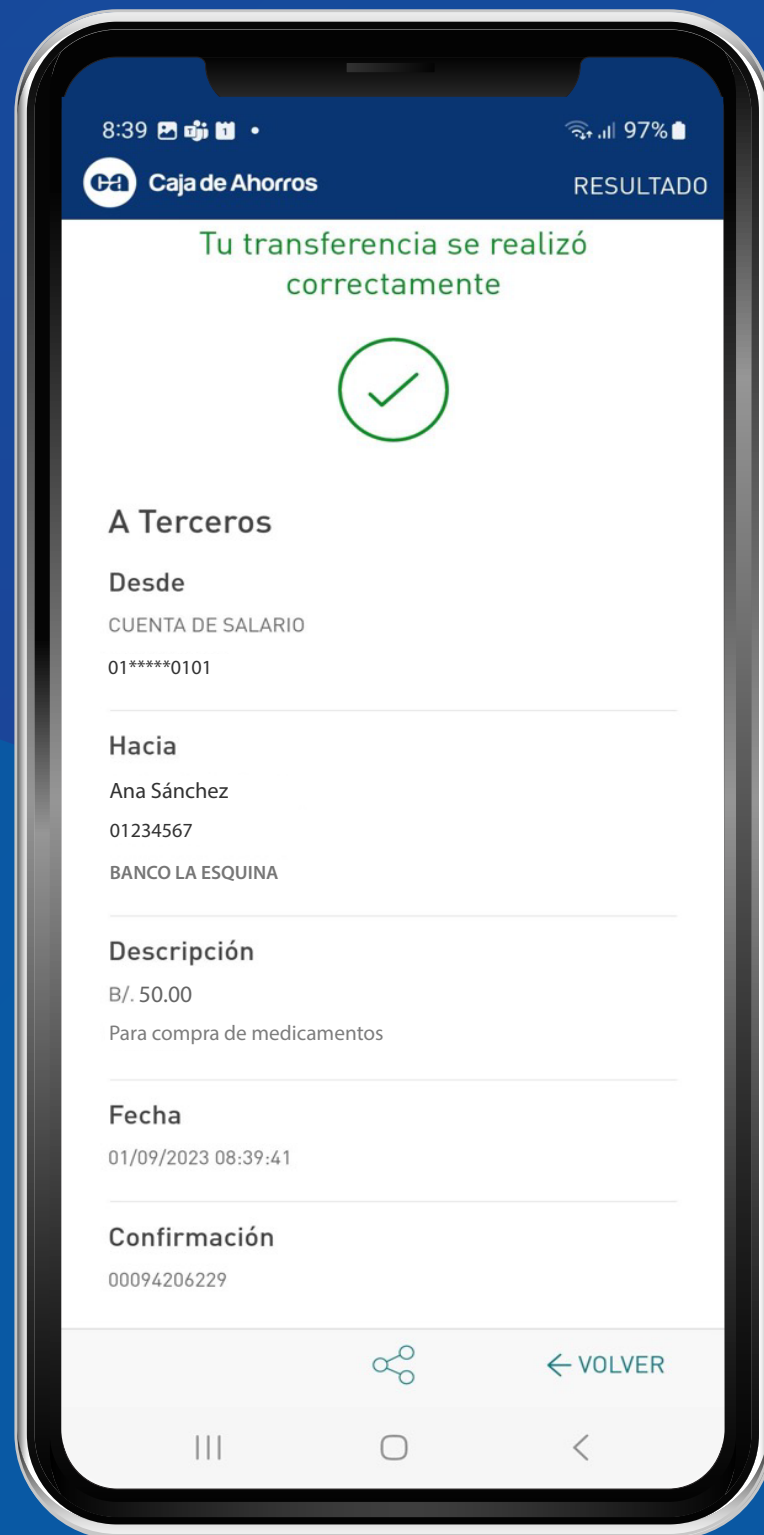 8:39
97%
ca Caja de Ahorros
RESULTADO
Tu transferencia se realizó
correctamente
A Terceros
Desde
CUENTA DE SALARIO
01*****0101
Hacia
Ana Sánchez
01234567
BANCO LA ESQUINA
Descripción
B/. 50.00
Para compra de medicamentos
Fecha
01/09/2023 08:39:41
Confirmación
00094206229
← VOLVER